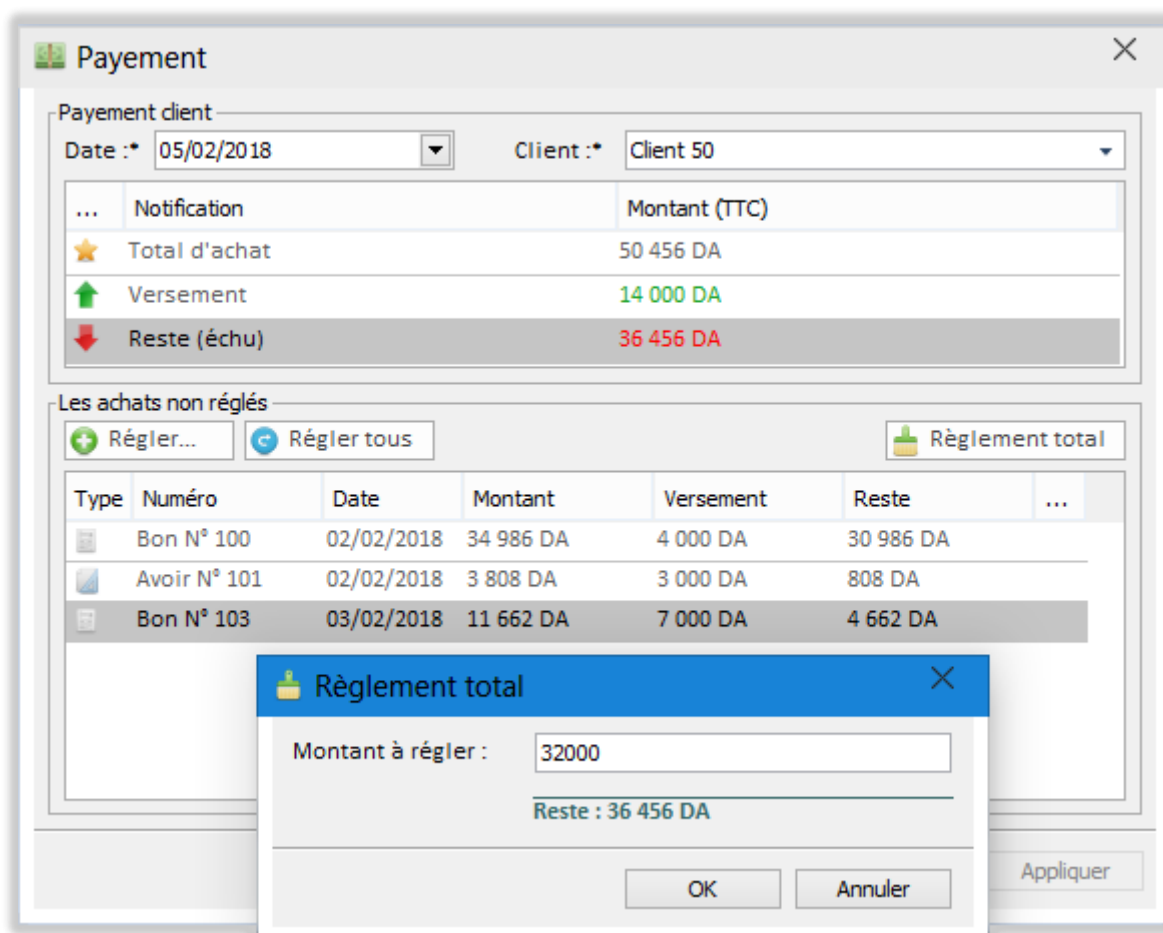 Payement
Payement client
Date :* 05/02/2018 Client :* Client 50
... Notification Montant (TTC)
Total d'achat 50 456 DA
Versement 14 000 DA
Reste (échu) 36 456 DA
Les achats non réglés
Régler... Régler tous Règlement total
Type Numéro Date Montant Versement Reste ...
Bon N° 100 02/02/2018 34 986 DA 4 000 DA 30 986 DA
Avoir N° 101 02/02/2018 3 808 DA 3 000 DA 808 DA
Bon N° 103 03/02/2018 11 662 DA 7 000 DA 4 662 DA
Règlement total
Montant à régler : 32000
Reste : 36 456 DA
OK Annuler
Appliquer